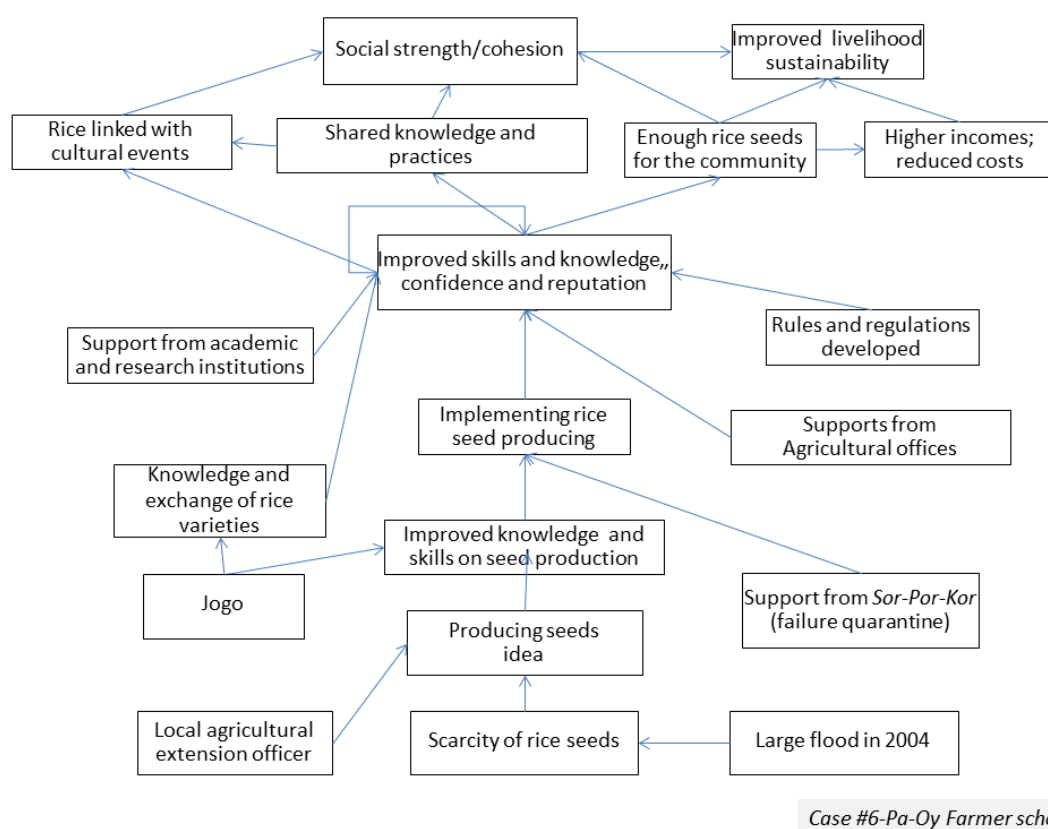 Social strength/cohesion
Improved livelihood
sustainability
Rice linked with
cultural events
Shared knowledge and
practices
Enough rice seeds
for the community
Higher incomes;
reduced costs
Improved skills and knowledge,,
confidence and reputation
Support from academic
and research institutions
Rules and regulations
developed
Implementing rice
seed producing
Supports from
Agricultural offices
Knowledge and
exchange of rice
varieties
Improved knowledge and
skills on seed production
Jogo
Support from Sor-Por-Kor
(failure quarantine)
Producing seeds
idea
Local agricultural
extension officer
Scarcity of rice seeds
Large flood in 2004
Case #6-Pa-Oy Farmer scho